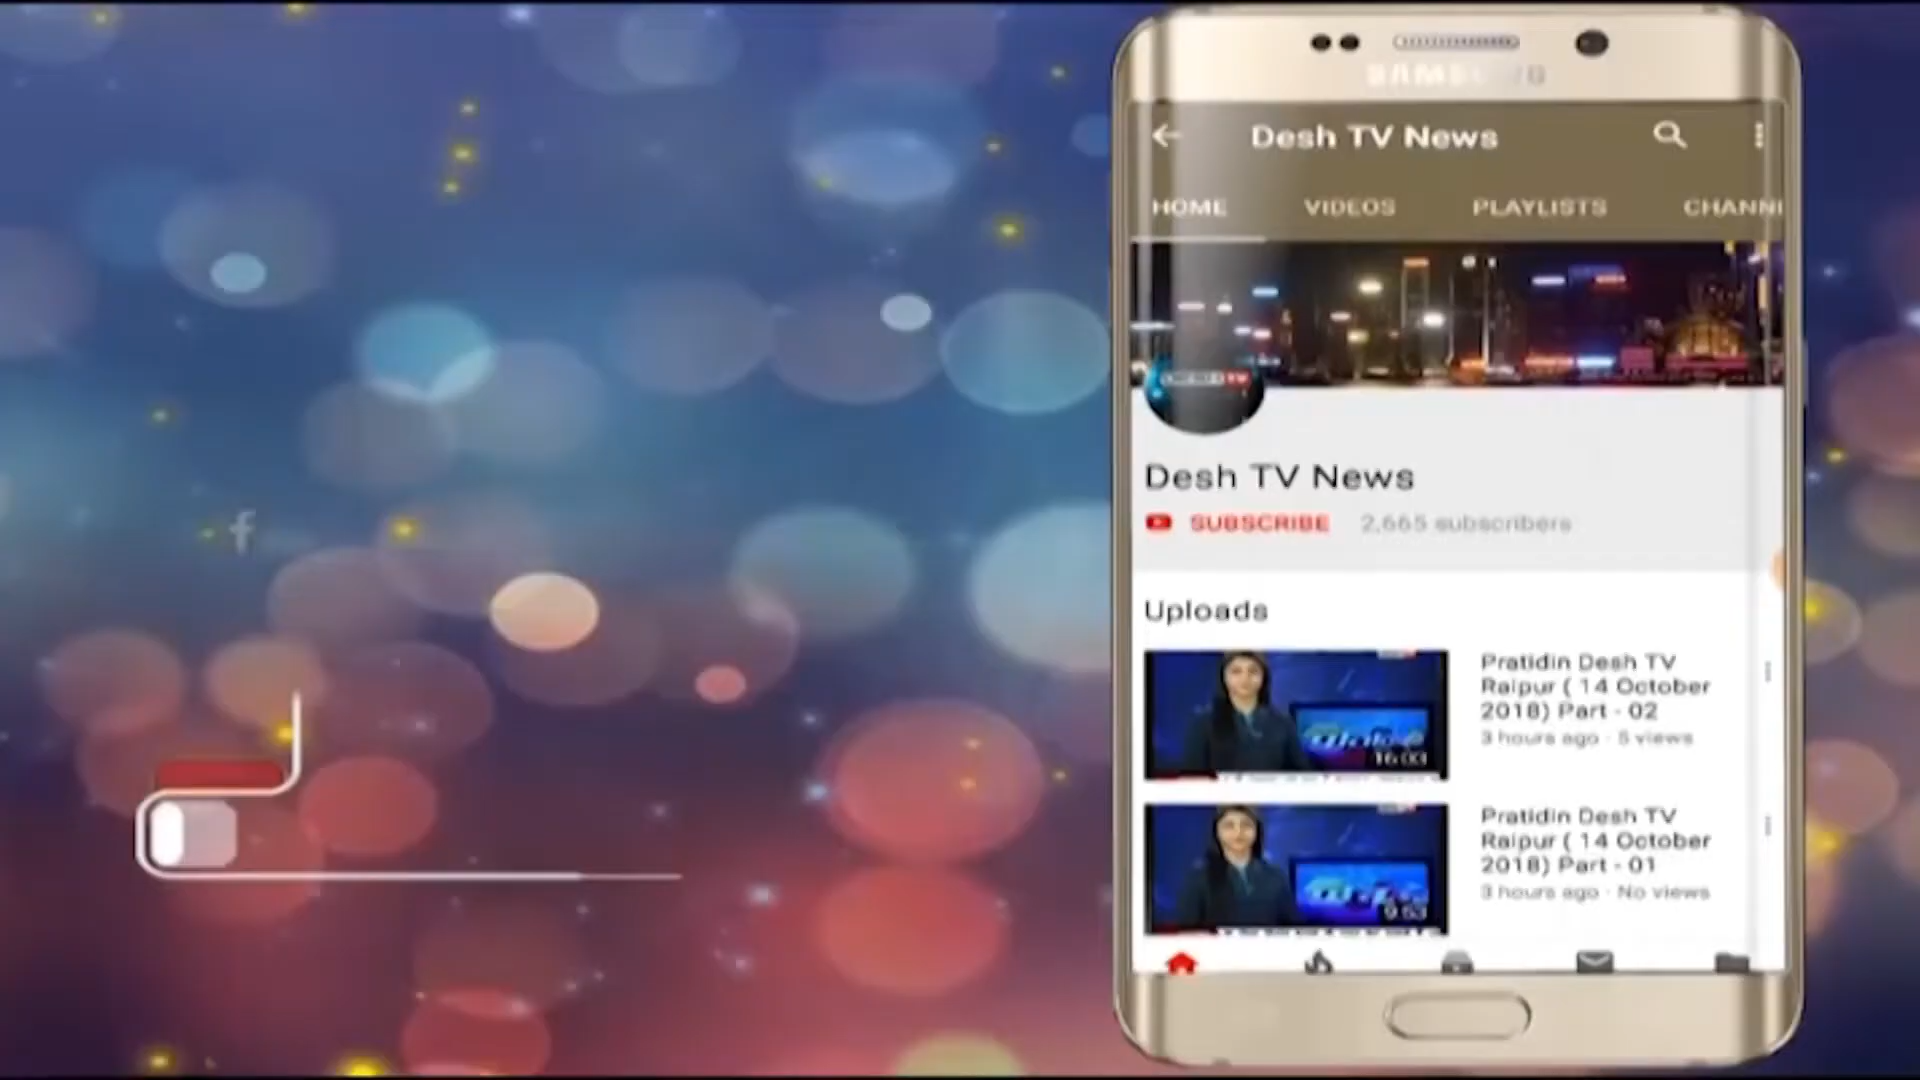 SAMSUNG
Desh TV News
HOME VIDEOS PLAYLISTS CHANN
Desh TV News
SUBSCRIBE 2,665 subscribers
Uploads
Pratidin Desh TV
Raipur ( 14 October
2018) Part - 02
3 hours ago · 5 views
16:03
Pratidin Desh TV
Raipur ( 14 October
2018) Part - 01
3 hours ago · No views
9:53
f